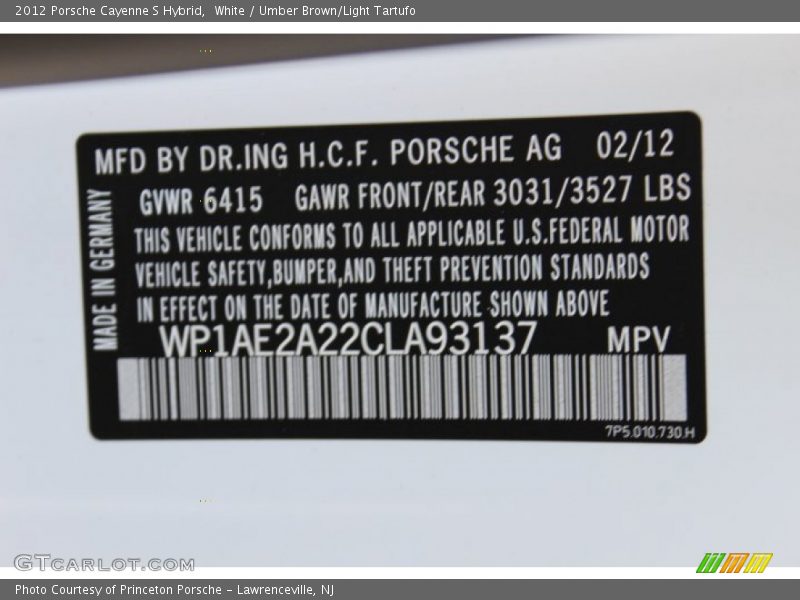 2012 Porsche Cayenne S Hybrid,  White / Umber Brown/Light Tartufo
MFD BY DR.ING H.C.F. PORSCHE AG 02/12
GVWR 6415 GAWR FRONT/REAR 3031/3527 LBS
THIS VEHICLE CONFORMS TO ALL APPLICABLE U.S.FEDERAL MOTOR
VEHICLE SAFETY,BUMPER,AND THEFT PREVENTION STANDARDS
IN EFFECT ON THE DATE OF MANUFACTURE SHOWN ABOVE
MADE IN GERMANY
WP1AE2A22CLA93137 MPV
7P5.010.730.H
GTCARLOT.COM
Photo Courtesy of Princeton Porsche - Lawrenceville, NJ